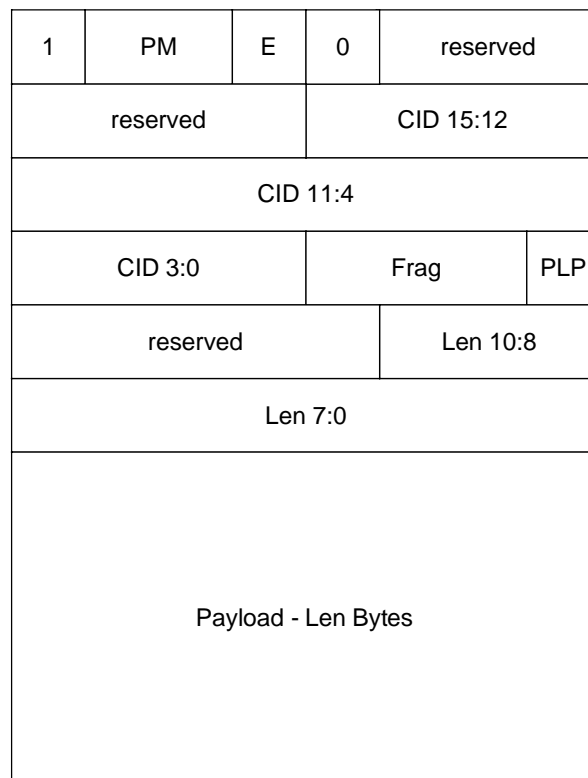 1 PM E 0 reserved
reserved CID 15:12
CID 11:4
CID 3:0 Frag PLP
reserved Len 10:8
Len 7:0
Payload - Len Bytes